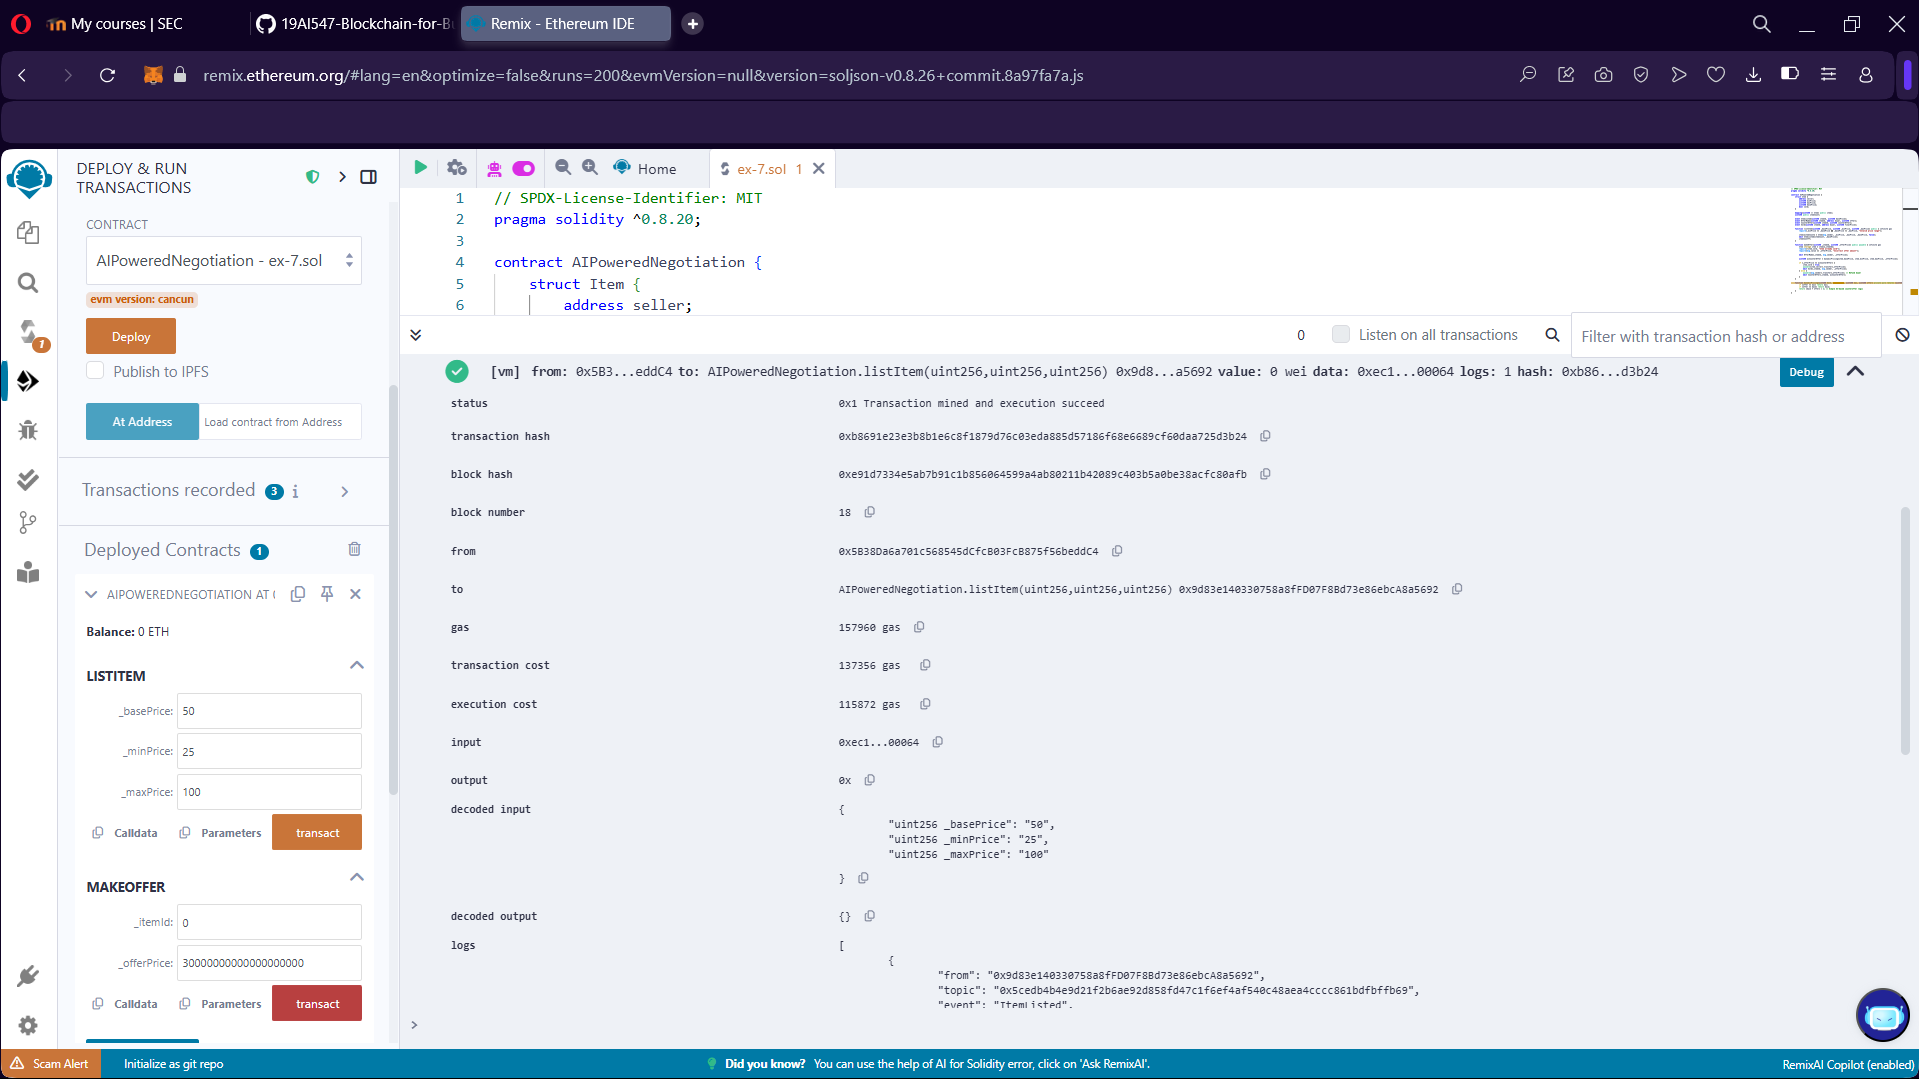 My courses | SEC
19AI547-Blockchain-for-Bu
Remix - Ethereum IDE
remix.ethereum.org/#lang=en&optimize=false&runs=200&evmVersion=null&version=soljson-v0.8.26+commit.8a97fa7a.js
DEPLOY & RUN
TRANSACTIONS
CONTRACT
AIPoweredNegotiation - ex-7.sol
evm version: cancun
Deploy
Publish to IPFS
At Address
Load contract from Address
Transactions recorded 3 i
Deployed Contracts 1
AIPOWEREDNEGOTIATION AT
Balance: 0 ETH
LISTITEM
_basePrice: 50
_minPrice: 25
_maxPrice: 100
Calldata Parameters transact
MAKEOFFER
_itemId: 0
_offerPrice: 30000000000000000000
Calldata Parameters transact
1
Home
ex-7.sol 1
1 // SPDX-License-Identifier: MIT
2 pragma solidity ^0.8.20;
3
4 contract AIPoweredNegotiation {
5 struct Item {
6 address seller;
0
Listen on all transactions
Filter with transaction hash or address
[vm] from: 0x5B3...eddC4 to: AIPoweredNegotiation.listItem(uint256,uint256,uint256) 0x9d8...a5692 value: 0 wei data: 0xec1...00064 logs: 1 hash: 0xb86...d3b24
Debug
status 0x1 Transaction mined and execution succeed
transaction hash 0xb8691e23e3b8b1e6c8f1879d76c03eda885d57186f68e6689cf60daa725d3b24
block hash 0xe91d7334e5ab7b91c1b856064599a4ab80211b42089c403b5a0be38acfc80afb
block number 18
from 0x5B38Da6a701c568545dCfcB03FcB875f56beddC4
to AIPoweredNegotiation.listItem(uint256,uint256,uint256) 0x9d83e140330758a8fFD07F8Bd73e86ebcA8a5692
gas 157960 gas
transaction cost 137356 gas
execution cost 115872 gas
input 0xec1...00064
output 0x
decoded input {
"uint256 _basePrice": "50",
"uint256 _minPrice": "25",
"uint256 _maxPrice": "100"
}
decoded output {}
logs [
{
"from": "0x9d83e140330758a8fFD07F8Bd73e86ebcA8a5692",
"topic": "0x5cedb4b4e9d21f2b6ae92d858fd47c1f6ef4af540c48aea4cccc861bdfbffb69",
"event": "ItemListed",
>
Scam Alert
Initialize as git repo
Did you know? You can use the help of AI for Solidity error, click on 'Ask RemixAI'.
RemixAI Copilot (enabled)